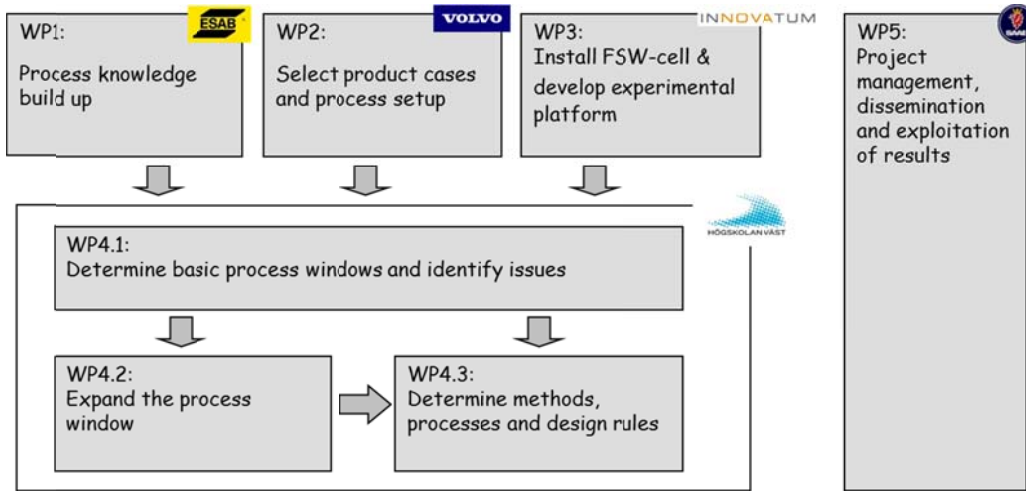 WP1:
ESAB
Process knowledge
build up
WP2:
VOLVO
Select product cases
and process setup
INNOVATUM
WP3:
Install FSW-cell &
develop experimental
platform
WP5:
SAAB
Project
management,
dissemination
and exploitation
of results
HÖGSKOLAN VÄST
WP4.1:
Determine basic process windows and identify issues
WP4.2:
Expand the process
window
WP4.3:
Determine methods,
processes and design rules